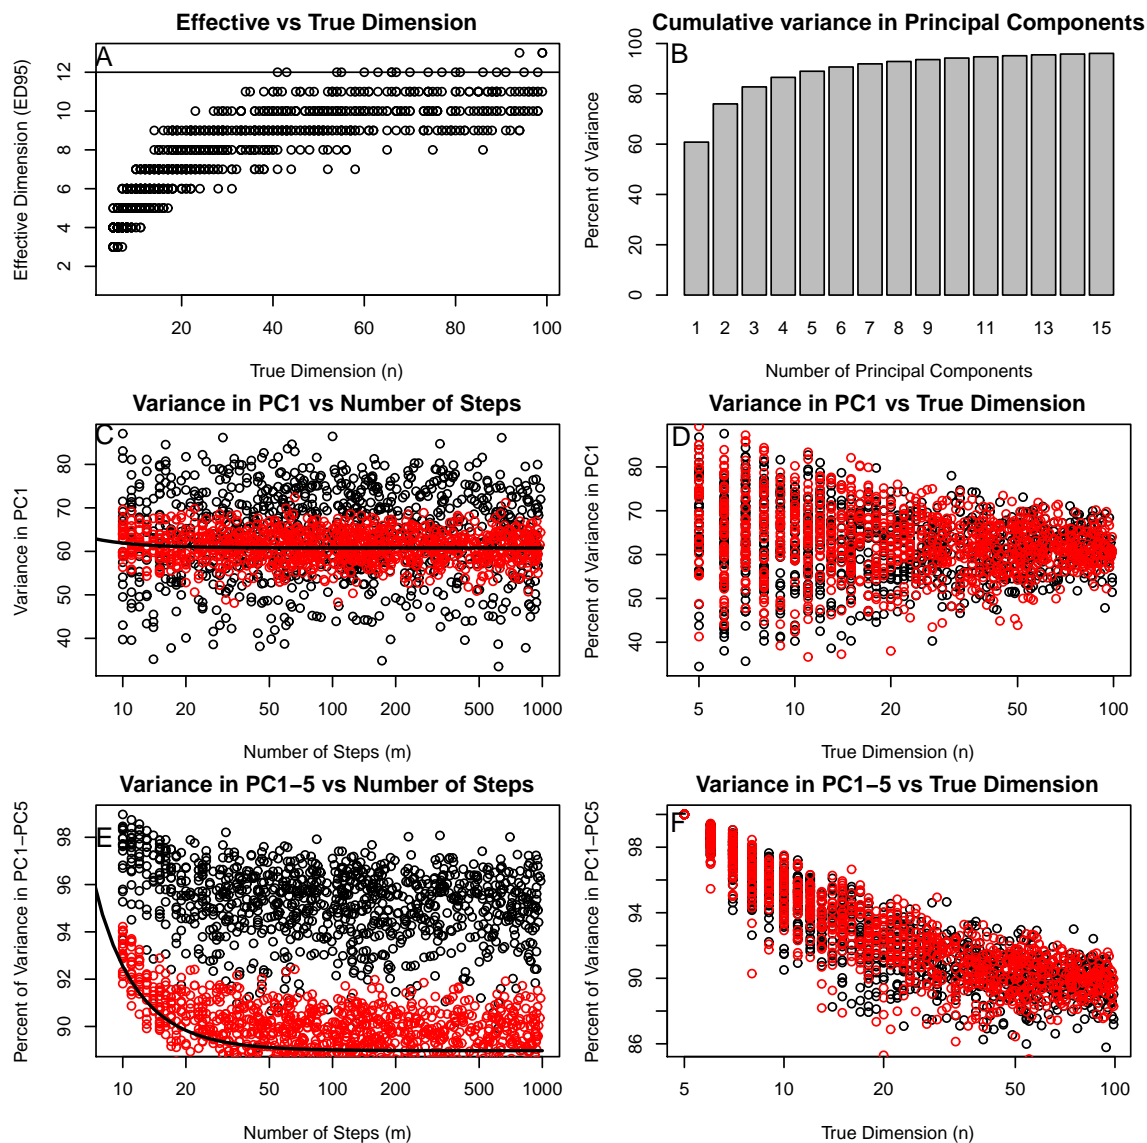 Effective vs True Dimension
A
Effective Dimension (ED95)
2
4
6
8
10
12
20
40
60
80
100
True Dimension (n)
Cumulative variance in Principal Components
B
Percent of Variance
0
20
40
60
80
100
1 2 3 4 5 6 7 8 9 11 13 15
Number of Principal Components
Variance in PC1 vs Number of Steps
C
Variance in PC1
40
50
60
70
80
10 20 50 100 200 500 1000
Number of Steps (m)
Variance in PC1 vs True Dimension
D
Percent of Variance in PC1
40
50
60
70
80
5 10 20 50 100
True Dimension (n)
Variance in PC1−5 vs Number of Steps
E
Percent of Variance in PC1−PC5
90
92
94
96
98
10 20 50 100 200 500 1000
Number of Steps (m)
Variance in PC1−5 vs True Dimension
F
Percent of Variance in PC1−PC5
86
90
94
98
5 10 20 50 100
True Dimension (n)